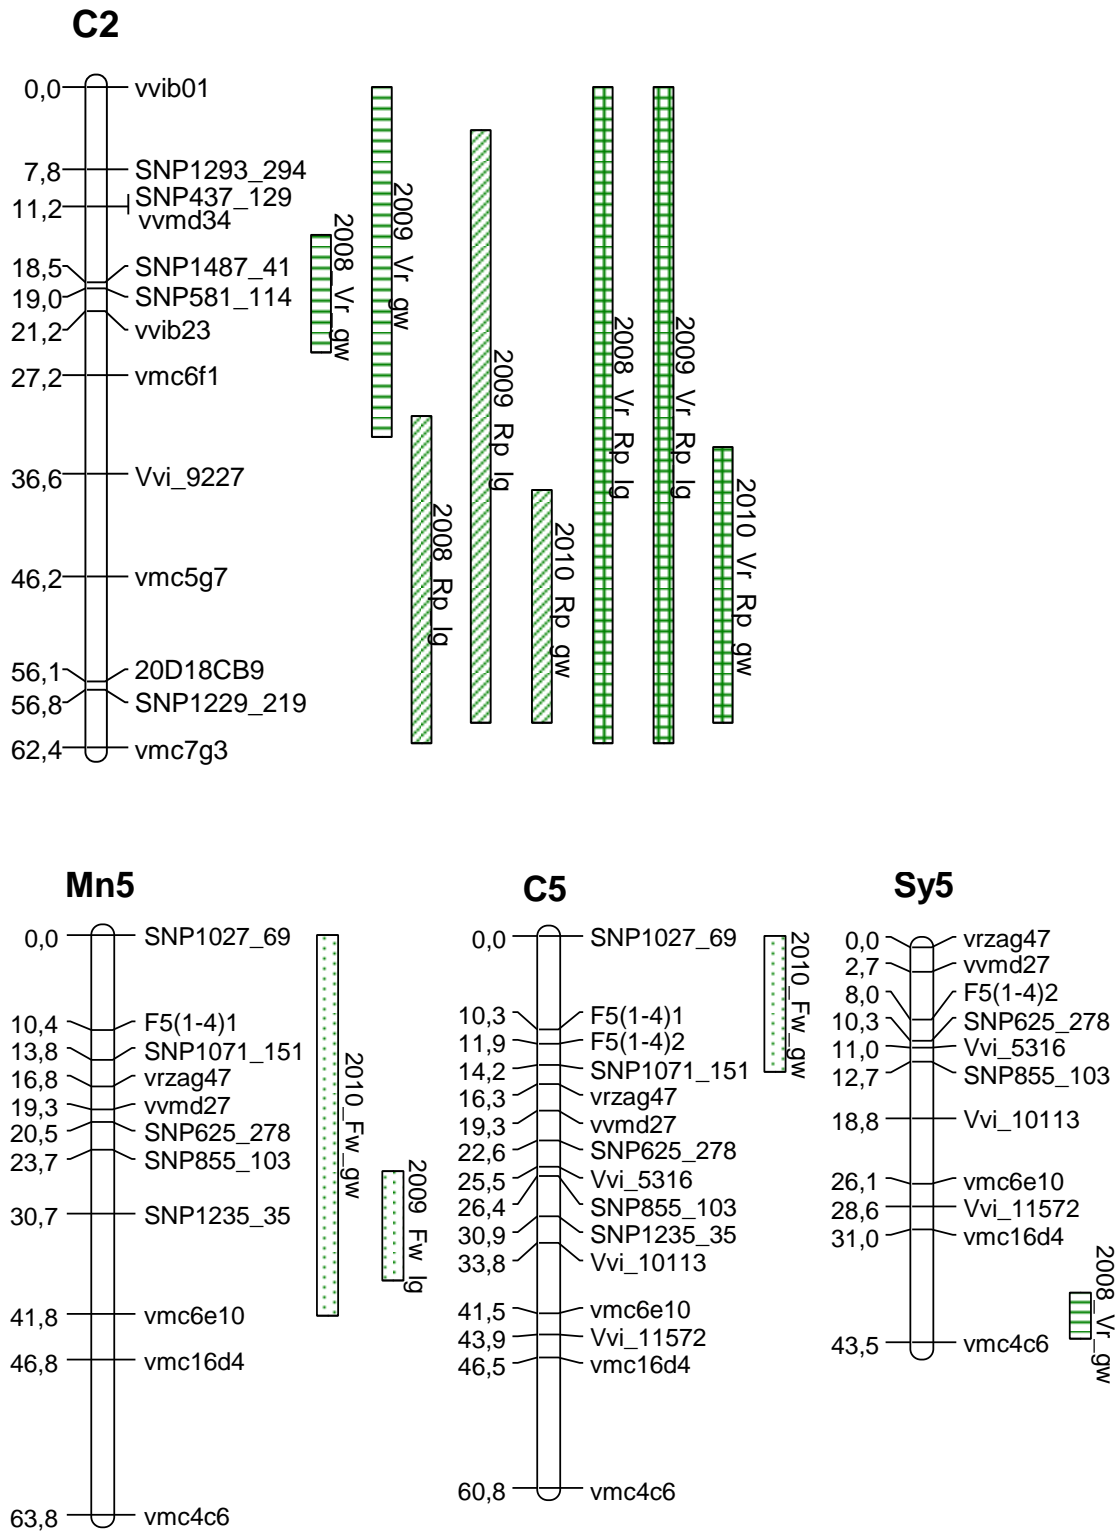 C2
0,0 vvib01
7,8 SNP1293_294
11,2 SNP437_129
vvmd34
18,5 SNP1487_41
19,0 SNP581_114
21,2 vvib23
27,2 vmc6f1
36,6 Vvi_9227
46,2 vmc5g7
56,1 20D18CB9
56,8 SNP1229_219
62,4 vmc7g3
2008_Vr_gw
2009_Vr_gw
2008_Rp_lg
2009_Rp_lg
2010_Rp_gw
2008_Vr_Rp_lg
2009_Vr_Rp_lg
2010_Vr_Rp_gw
Mn5
0,0 SNP1027_69
10,4 F5(1-4)1
13,8 SNP1071_151
16,8 vrzag47
19,3 vvmd27
20,5 SNP625_278
23,7 SNP855_103
30,7 SNP1235_35
41,8 vmc6e10
46,8 vmc16d4
63,8 vmc4c6
2010_Fw_gw
2009_Fw_lg
C5
0,0 SNP1027_69
10,3 F5(1-4)1
11,9 F5(1-4)2
14,2 SNP1071_151
16,3 vrzag47
19,3 vvmd27
22,6 SNP625_278
25,5 Vvi_5316
26,4 SNP855_103
30,9 SNP1235_35
33,8 Vvi_10113
41,5 vmc6e10
43,9 Vvi_11572
46,5 vmc16d4
60,8 vmc4c6
2010_Fw_gw
Sy5
0,0 vrzag47
2,7 vvmd27
8,0 F5(1-4)2
10,3 SNP625_278
11,0 Vvi_5316
12,7 SNP855_103
18,8 Vvi_10113
26,1 vmc6e10
28,6 Vvi_11572
31,0 vmc16d4
43,5 vmc4c6
2008_Vr_gw